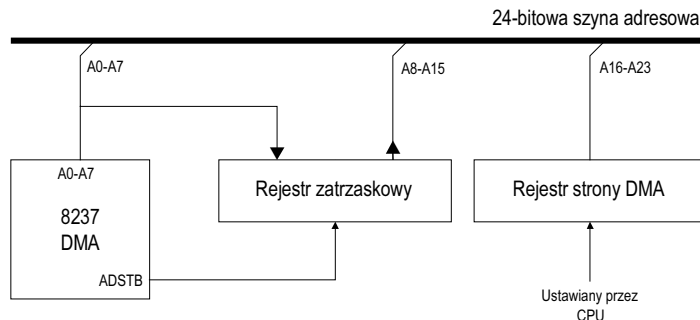 24-bitowa szyna adresowa
A0-A7
A8-A15
A16-A23
A0-A7
8237
DMA
ADSTB
Rejestr zatrzaskowy
Rejestr strony DMA
Ustawiany przez
CPU